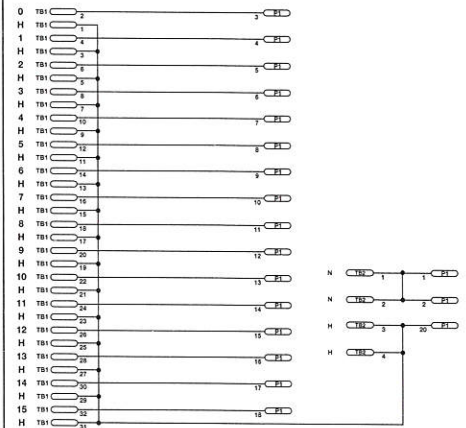 0 TB1 2 3 P1
H TB1 1
1 TB1 4 4 P1
H TB1 3
2 TB1 6 5 P1
H TB1 5
3 TB1 8 6 P1
H TB1 7
4 TB1 10 7 P1
H TB1 9
5 TB1 12 8 P1
H TB1 11
6 TB1 14 9 P1
H TB1 13
7 TB1 16 10 P1
H TB1 15
8 TB1 18 11 P1
H TB1 17
9 TB1 20 12 P1
H TB1 19
10 TB1 22 13 P1 N TB2 1 1 P1
H TB1 21
11 TB1 24 14 P1 N TB2 2 2 P1
H TB1 23
12 TB1 26 15 P1 H TB2 3 20 P1
H TB1 25
13 TB1 28 16 P1 H TB2 4
H TB1 27
14 TB1 30 17 P1
H TB1 29
15 TB1 32 18 P1
H TB1 31